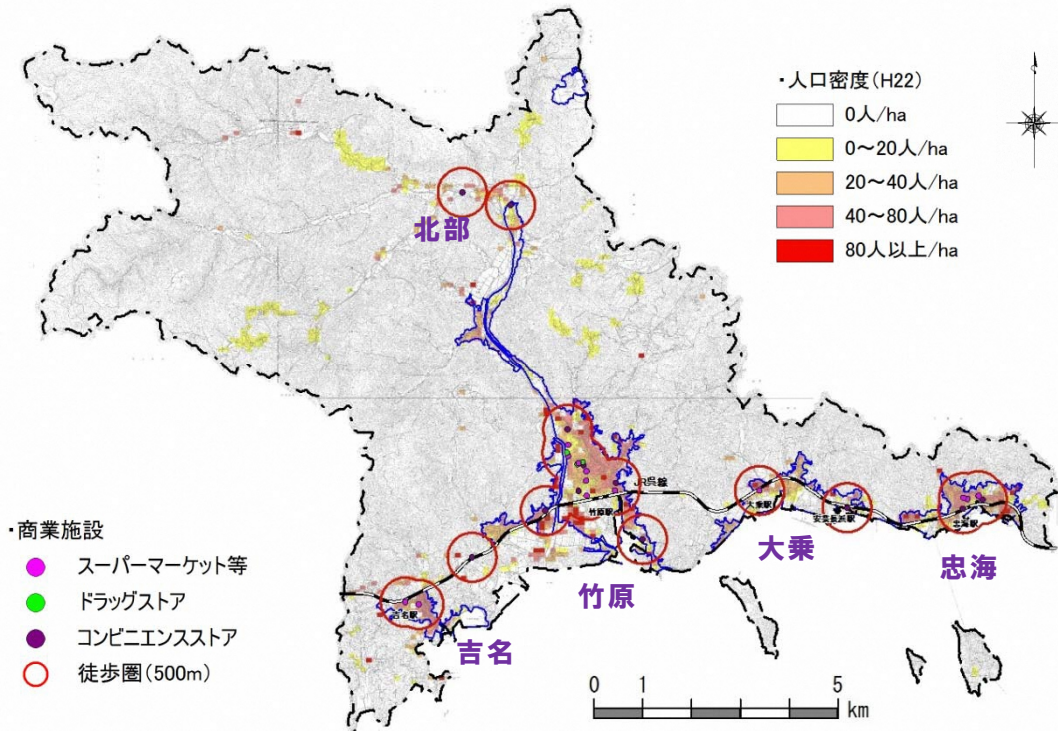 ・人口密度(H22)
0人/ha
0～20人/ha
20～40人/ha
40～80人/ha
80人以上/ha
北部
JR呉線
竹原駅
大乗駅
安芸長浜駅
忠海駅
吉名駅
大乗
忠海
竹原
吉名
・商業施設
スーパーマーケット等
ドラッグストア
コンビニエンスストア
徒歩圏(500m)
0 1 5
km